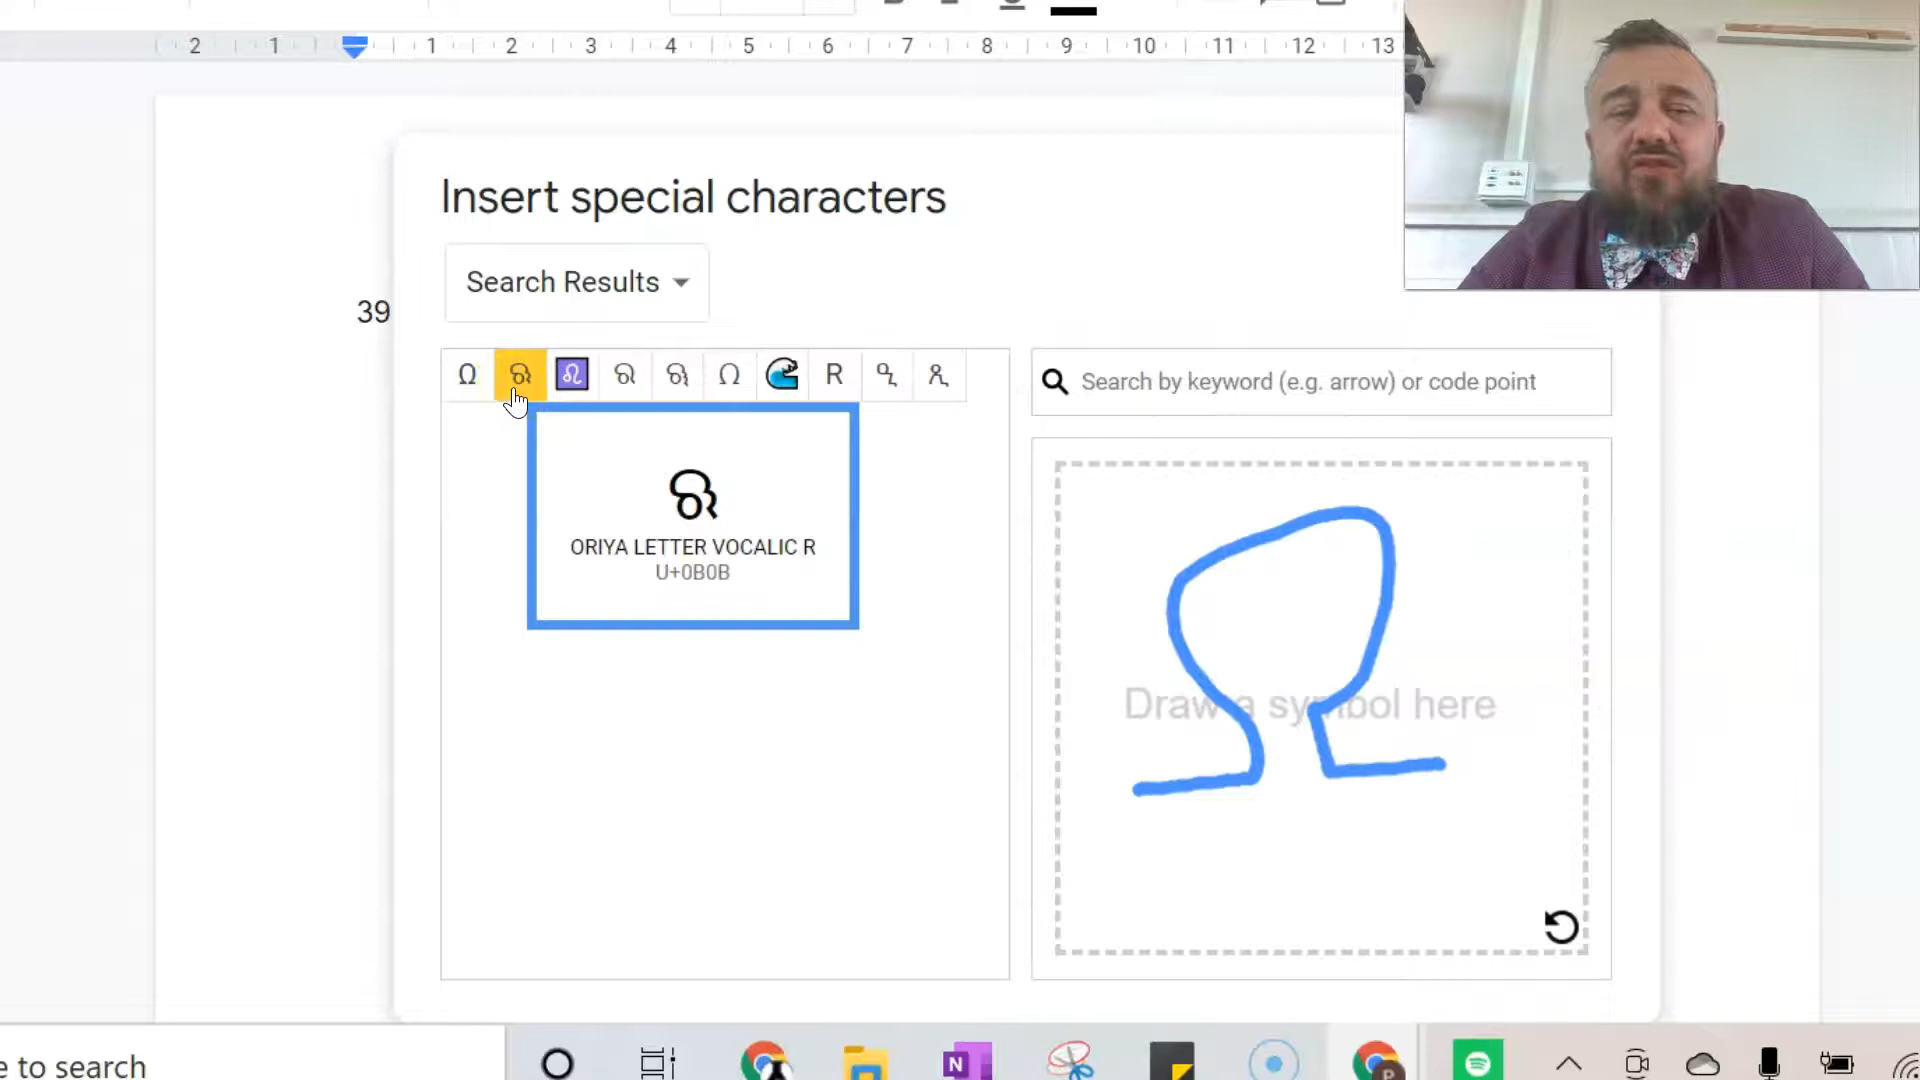 2 1 1 2 3 4 5 6 7 8 9 10 11 12 13
Insert special characters
Search Results
39
Ω ଋ ♌ ଋ ৱ Ω 🌊 R
Search by keyword (e.g. arrow) or code point
ଋ
ORIYA LETTER VOCALIC R
U+0B0B
Draw a symbol here
e to search